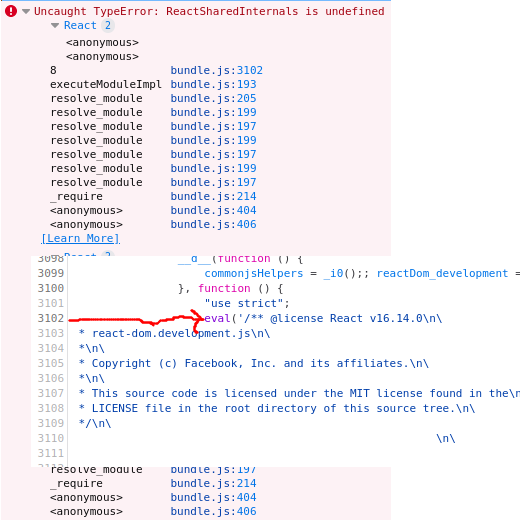 Uncaught TypeError: ReactSharedInternals is undefined
React 2
<anonymous>
<anonymous>
8 bundle.js:3102
executeModuleImpl bundle.js:193
resolve_module bundle.js:205
resolve_module bundle.js:199
resolve_module bundle.js:197
resolve_module bundle.js:199
resolve_module bundle.js:197
resolve_module bundle.js:199
resolve_module bundle.js:197
_require bundle.js:214
<anonymous> bundle.js:404
<anonymous> bundle.js:406
[Learn More]
React 2
3098 __d__(function () {
3099 commonjsHelpers = _i0();; reactDom_development =
3100 }, function () {
3101 "use strict";
3102 eval('/** @license React v16.14.0\n\
3103 * react-dom.development.js\n\
3104 *\n\
3105 * Copyright (c) Facebook, Inc. and its affiliates.\n\
3106 *\n\
3107 * This source code is licensed under the MIT license found in the\n
3108 * LICENSE file in the root directory of this source tree.\n\
3109 */\n\
3110 \n\
3111
resolve_module bundle.js:197
_require bundle.js:214
<anonymous> bundle.js:404
<anonymous> bundle.js:406